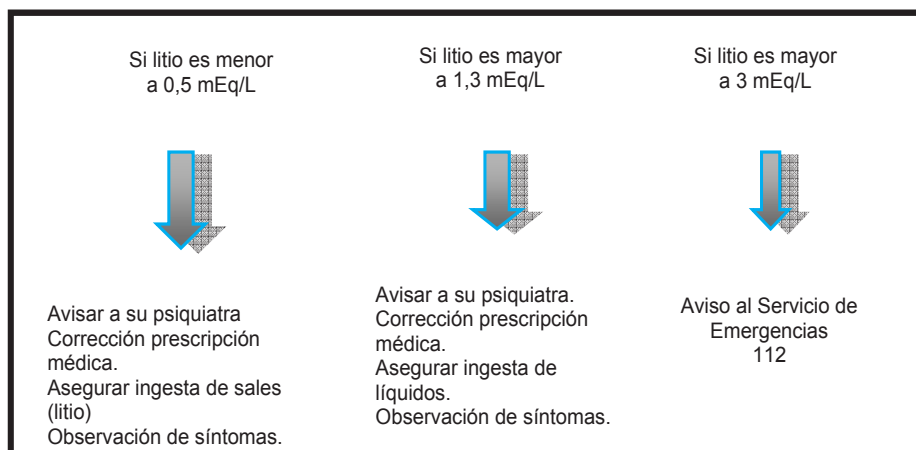 Si litio es menor
a 0,5 mEq/L
Si litio es mayor
a 1,3 mEq/L
Si litio es mayor
a 3 mEq/L
Avisar a su psiquiatra
Corrección prescripción
médica.
Asegurar ingesta de sales
(litio)
Observación de síntomas.
Avisar a su psiquiatra.
Corrección prescripción
médica.
Asegurar ingesta de
líquidos.
Observación de síntomas.
Aviso al Servicio de
Emergencias
112